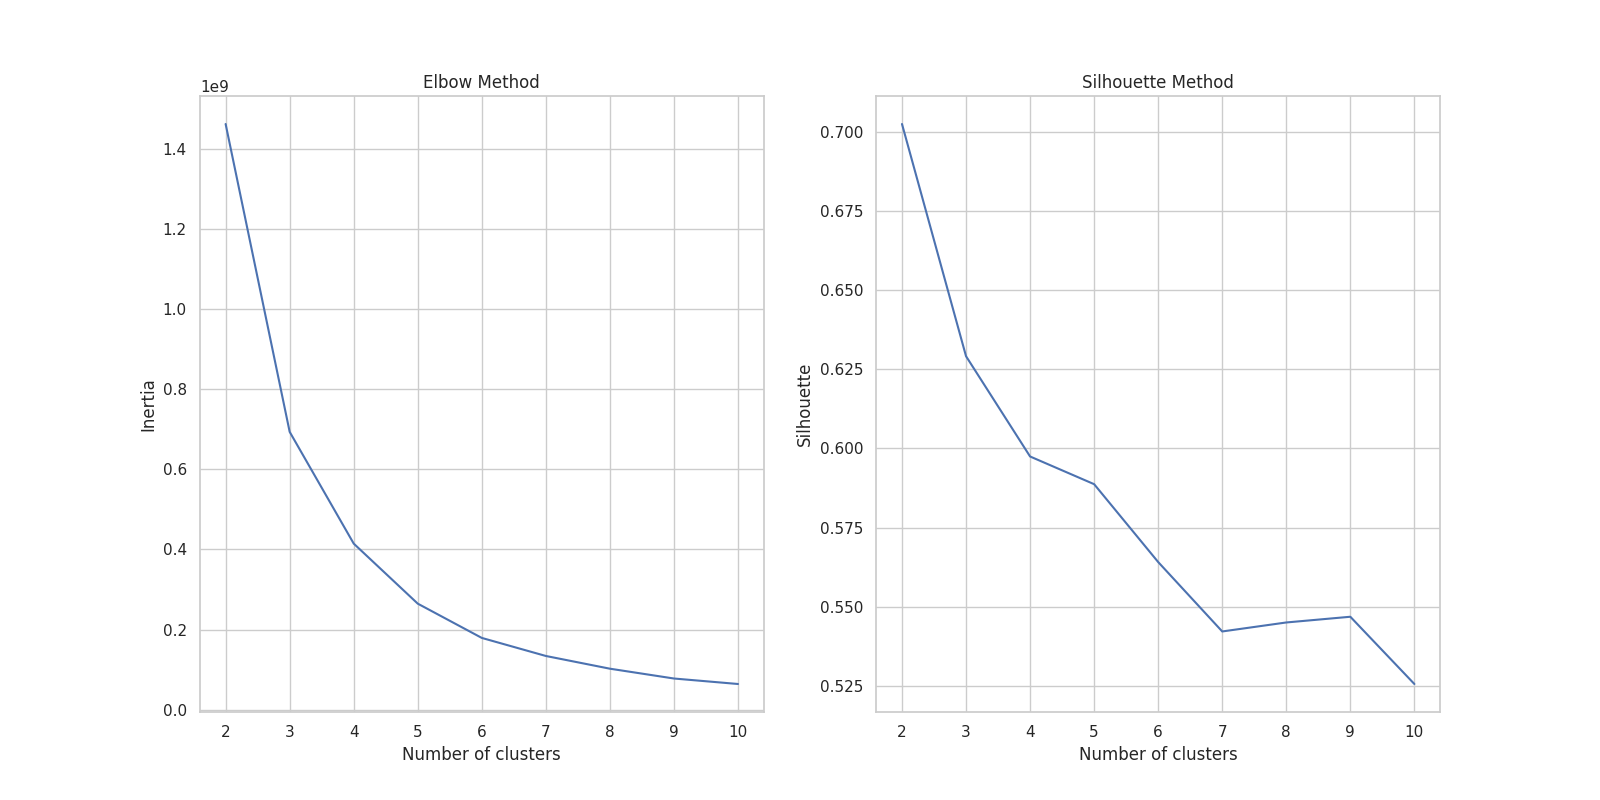 Elbow Method
1e9
1.4
1.2
1.0
0.8
0.6
0.4
0.2
0.0
Inertia
2 3 4 5 6 7 8 9 10
Number of clusters
Silhouette Method
0.700
0.675
0.650
0.625
0.600
0.575
0.550
0.525
Silhouette
2 3 4 5 6 7 8 9 10
Number of clusters